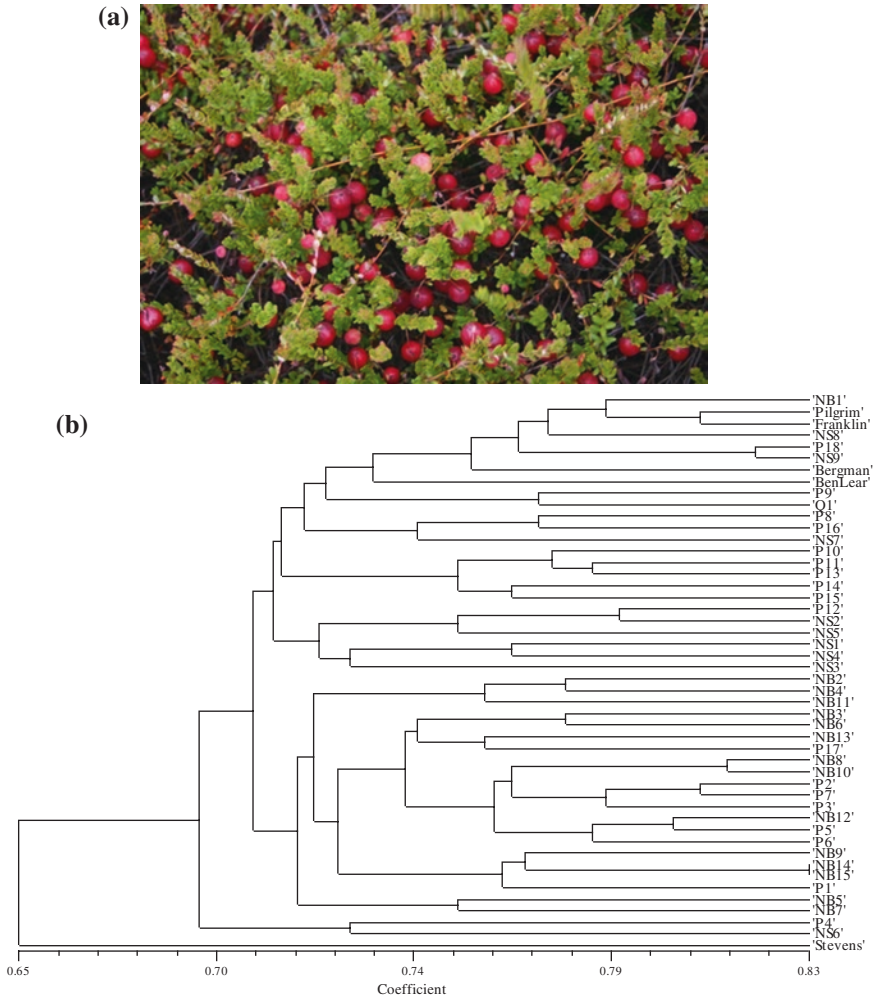 (a)
(b)
'NB1'
'Pilgrim'
'Franklin'
'NS8'
'P18'
'NS9'
'Bergman'
'BenLear'
'P9'
'O1'
'P8'
'P16'
'NS7'
'P10'
'P11'
'P13'
'P14'
'P15'
'P12'
'NS2'
'NS5'
'NS1'
'NS4'
'NS3'
'NB2'
'NB4'
'NB11'
'NB3'
'NB6'
'NB13'
'P17'
'NB8'
'NB10'
'P2'
'P7'
'P3'
'NB12'
'P5'
'P6'
'NB9'
'NB14'
'NB15'
'P1'
'NB5'
'NB7'
'P4'
'NS6'
'Stevens'
0.65 0.70 0.74 0.79 0.83
Coefficient